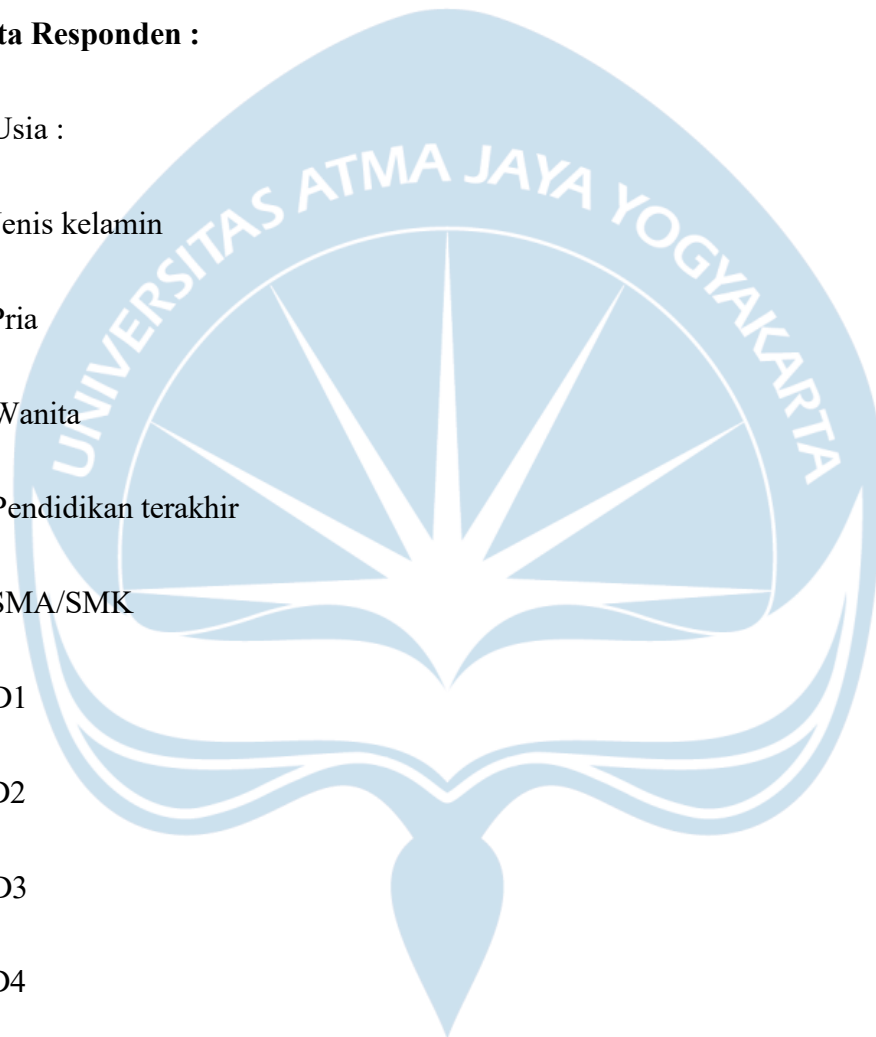 ta Responden :
Usia :
UNIVERSITAS ATMA JAYA YOGYAKARTA
Jenis kelamin
Pria
Wanita
Pendidikan terakhir
SMA/SMK
D1
D2
D3
D4